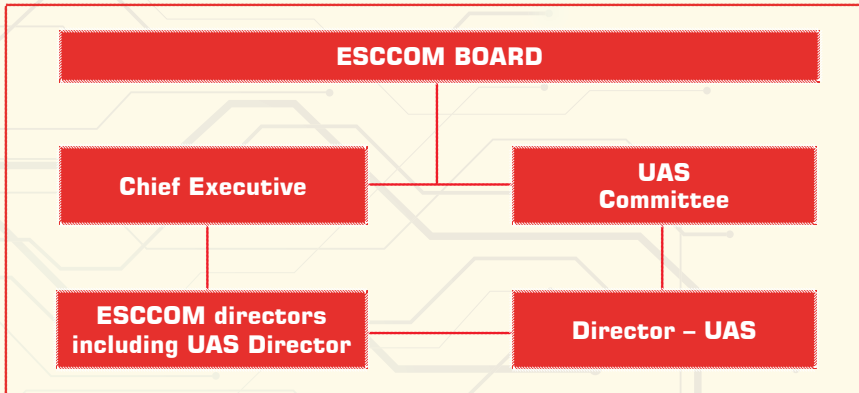 ESCCOM BOARD
Chief Executive
UAS
Committee
ESCCOM directors
including UAS Director
Director – UAS